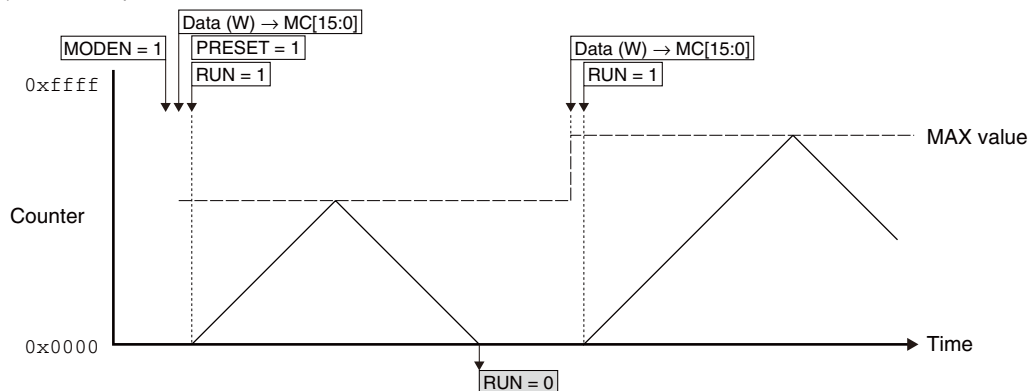 Data (W) → MC[15:0]
MODEN = 1
PRESET = 1
RUN = 1
Data (W) → MC[15:0]
RUN = 1
0xffff
MAX value
Counter
0x0000
Time
RUN = 0